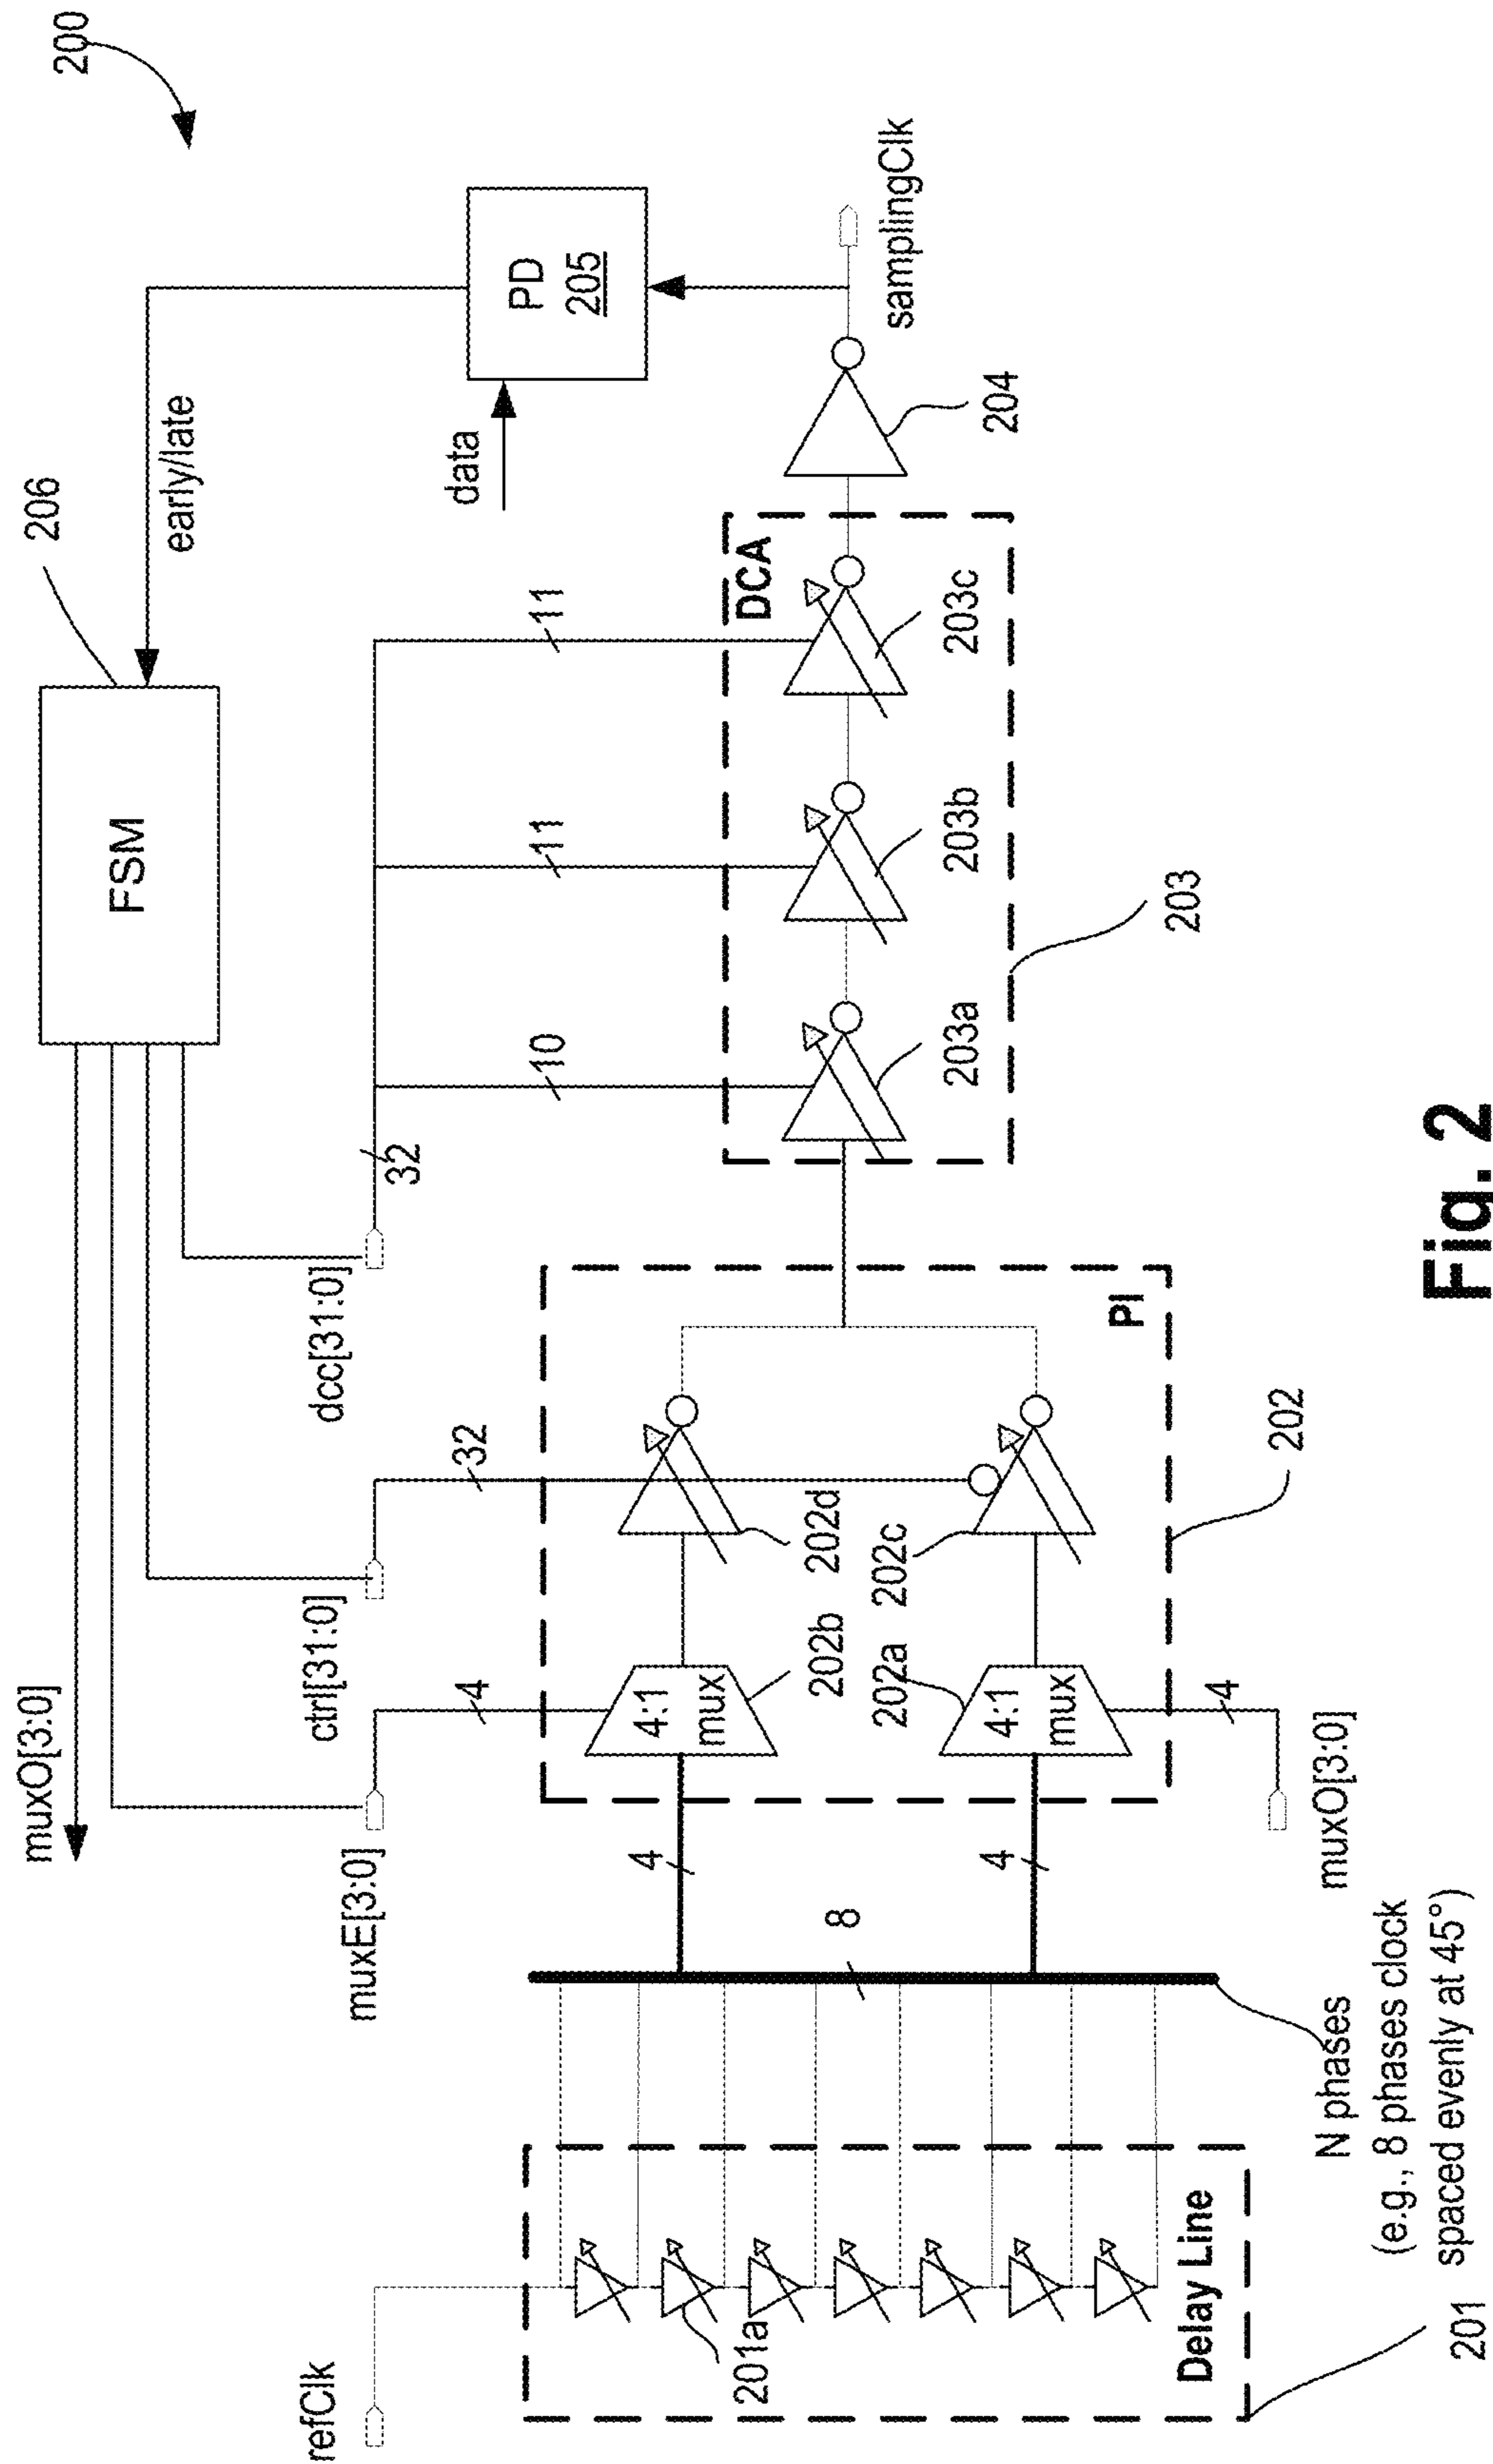 200
206
FSM
early/late
PD
205
data
samplingClk
204
muxO[3:0]
muxE[3:0]
ctrl[31:0]
dcc[31:0]
4
32
32
10
11
11
DCA
203a
203b
203c
203
refClk
201a
Delay Line
201
8
4
4
4:1
mux
202b
202d
4:1
mux
202a
202c
PI
202
4
muxO[3:0]
N phases
(e.g., 8 phases clock
spaced evenly at 45°)
Fig. 2